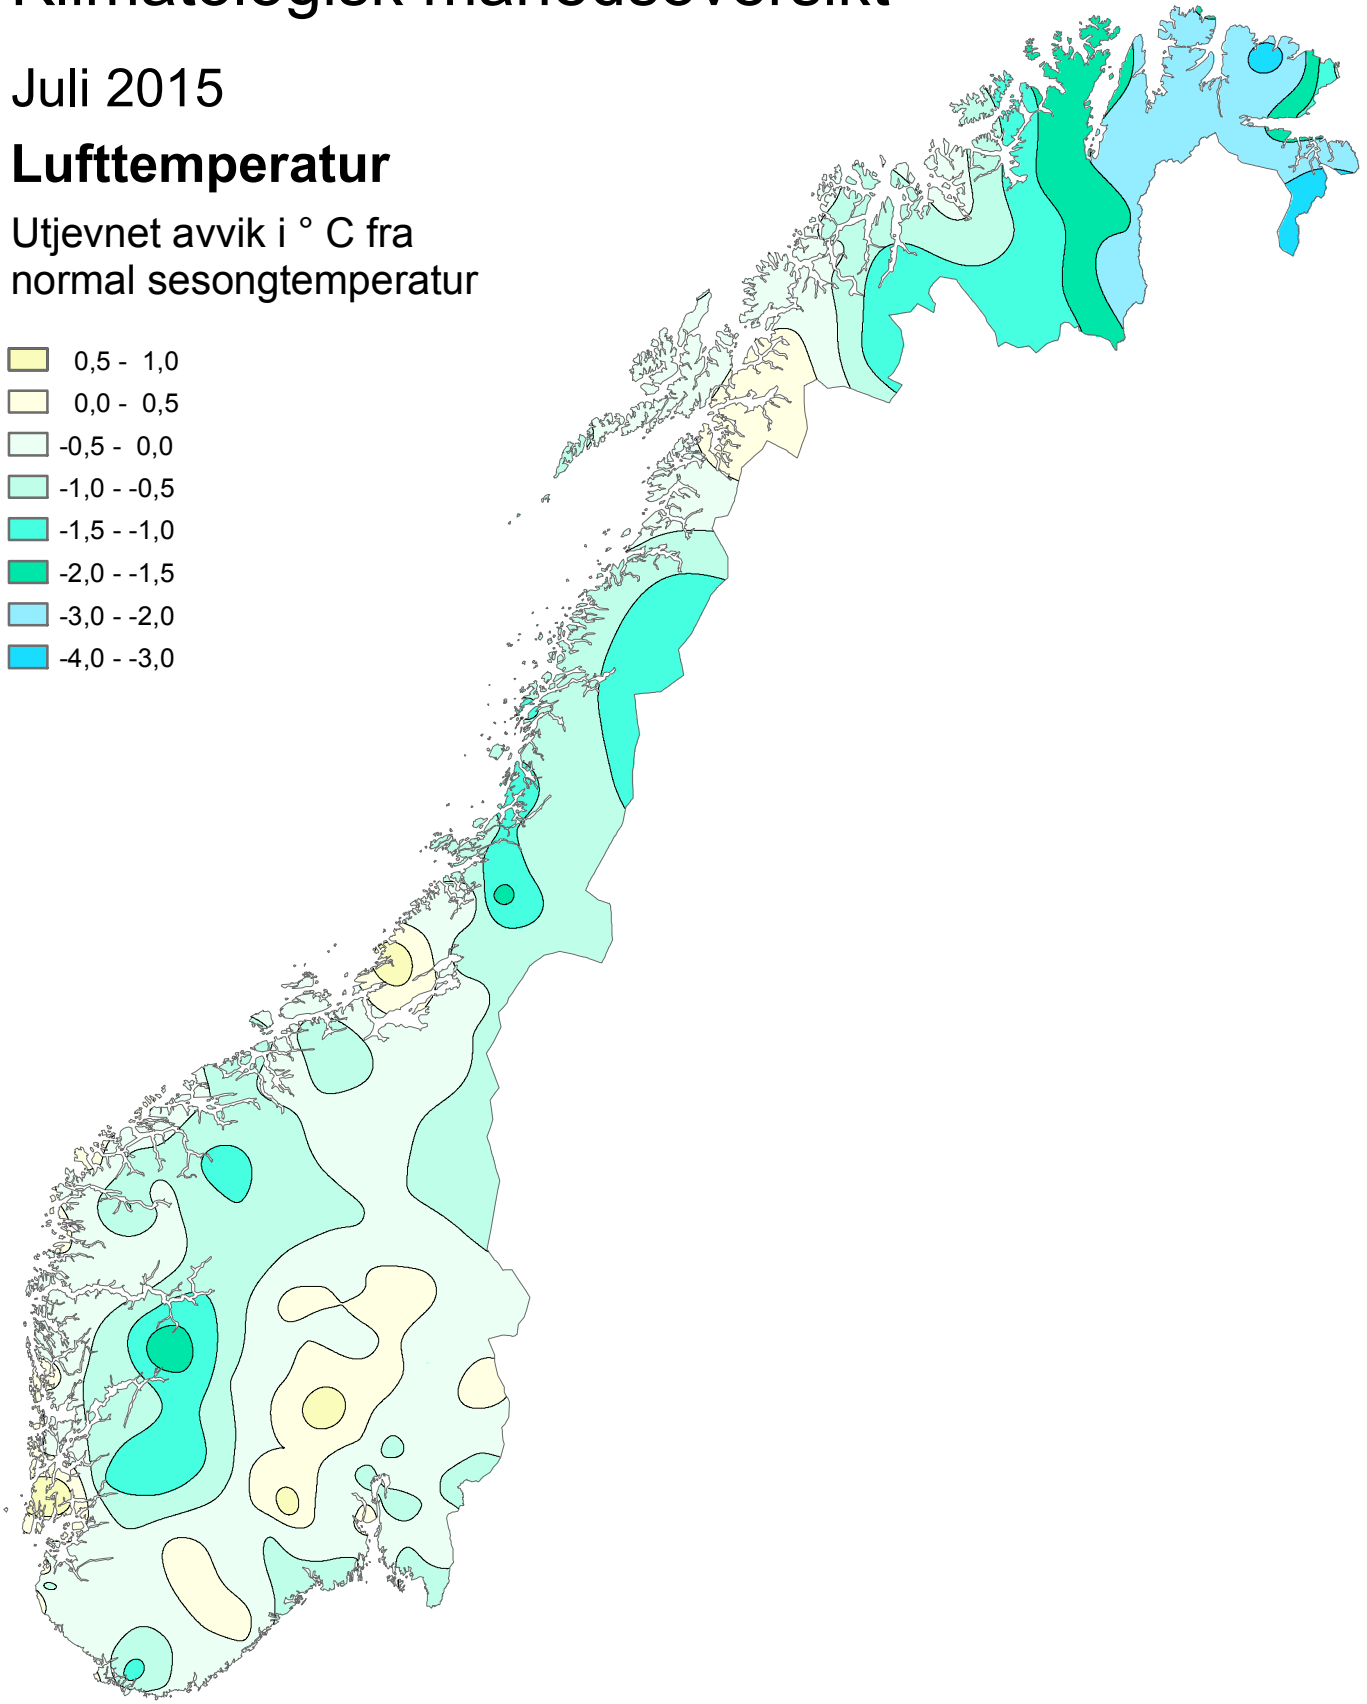 Klimatologisk månedsoversikt
Juli 2015
Lufttemperatur
Utjevnet avvik i ° C fra
normal sesongtemperatur
0,5 - 1,0
0,0 - 0,5
-0,5 - 0,0
-1,0 - -0,5
-1,5 - -1,0
-2,0 - -1,5
-3,0 - -2,0
-4,0 - -3,0